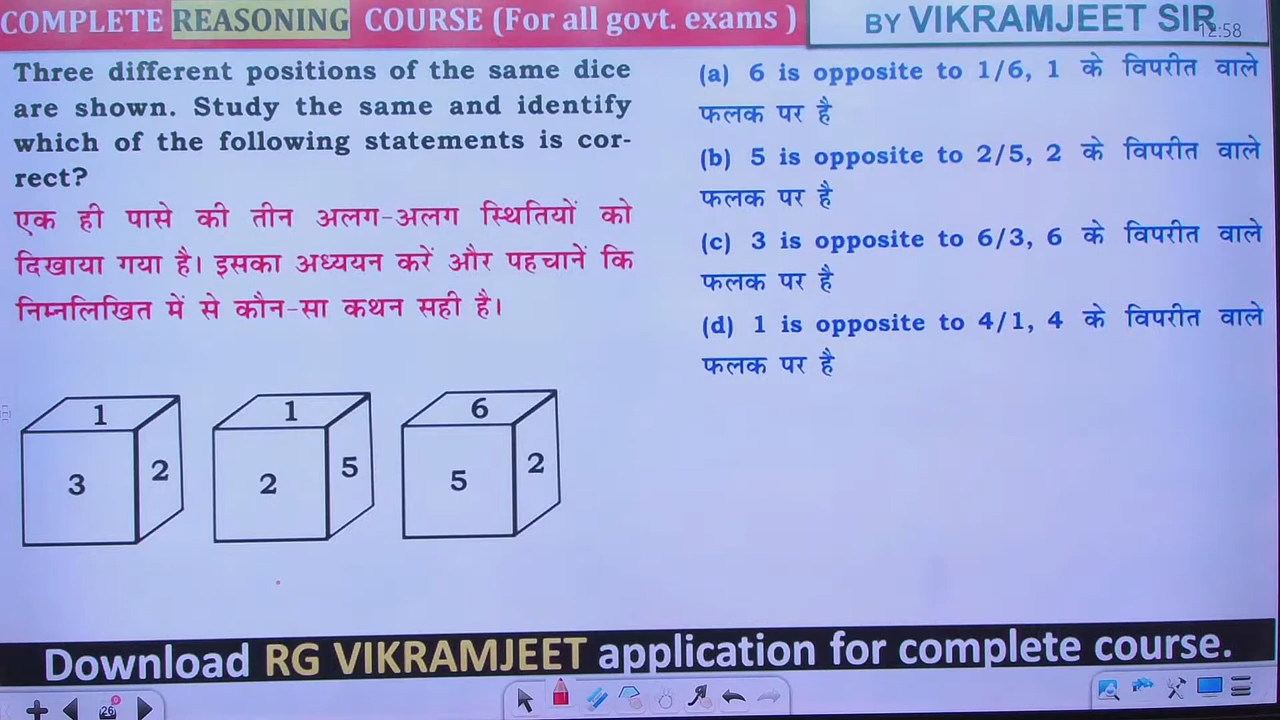 COMPLETE REASONING COURSE (For all govt. exams )
BY VIKRAMJEET SIR
12:58
Three different positions of the same dice
are shown. Study the same and identify
which of the following statements is cor-
rect?
एक ही पासे की तीन अलग-अलग स्थितियों को
दिखाया गया है। इसका अध्ययन करें और पहचानें कि
निम्नलिखित में से कौन-सा कथन सही है।
(a) 6 is opposite to 1/6, 1 के विपरीत वाले
फलक पर है
(b) 5 is opposite to 2/5, 2 के विपरीत वाले
फलक पर है
(c) 3 is opposite to 6/3, 6 के विपरीत वाले
फलक पर है
(d) 1 is opposite to 4/1, 4 के विपरीत वाले
फलक पर है
1 3 2
1 2 5
6 5 2
Download RG VIKRAMJEET application for complete course.
26